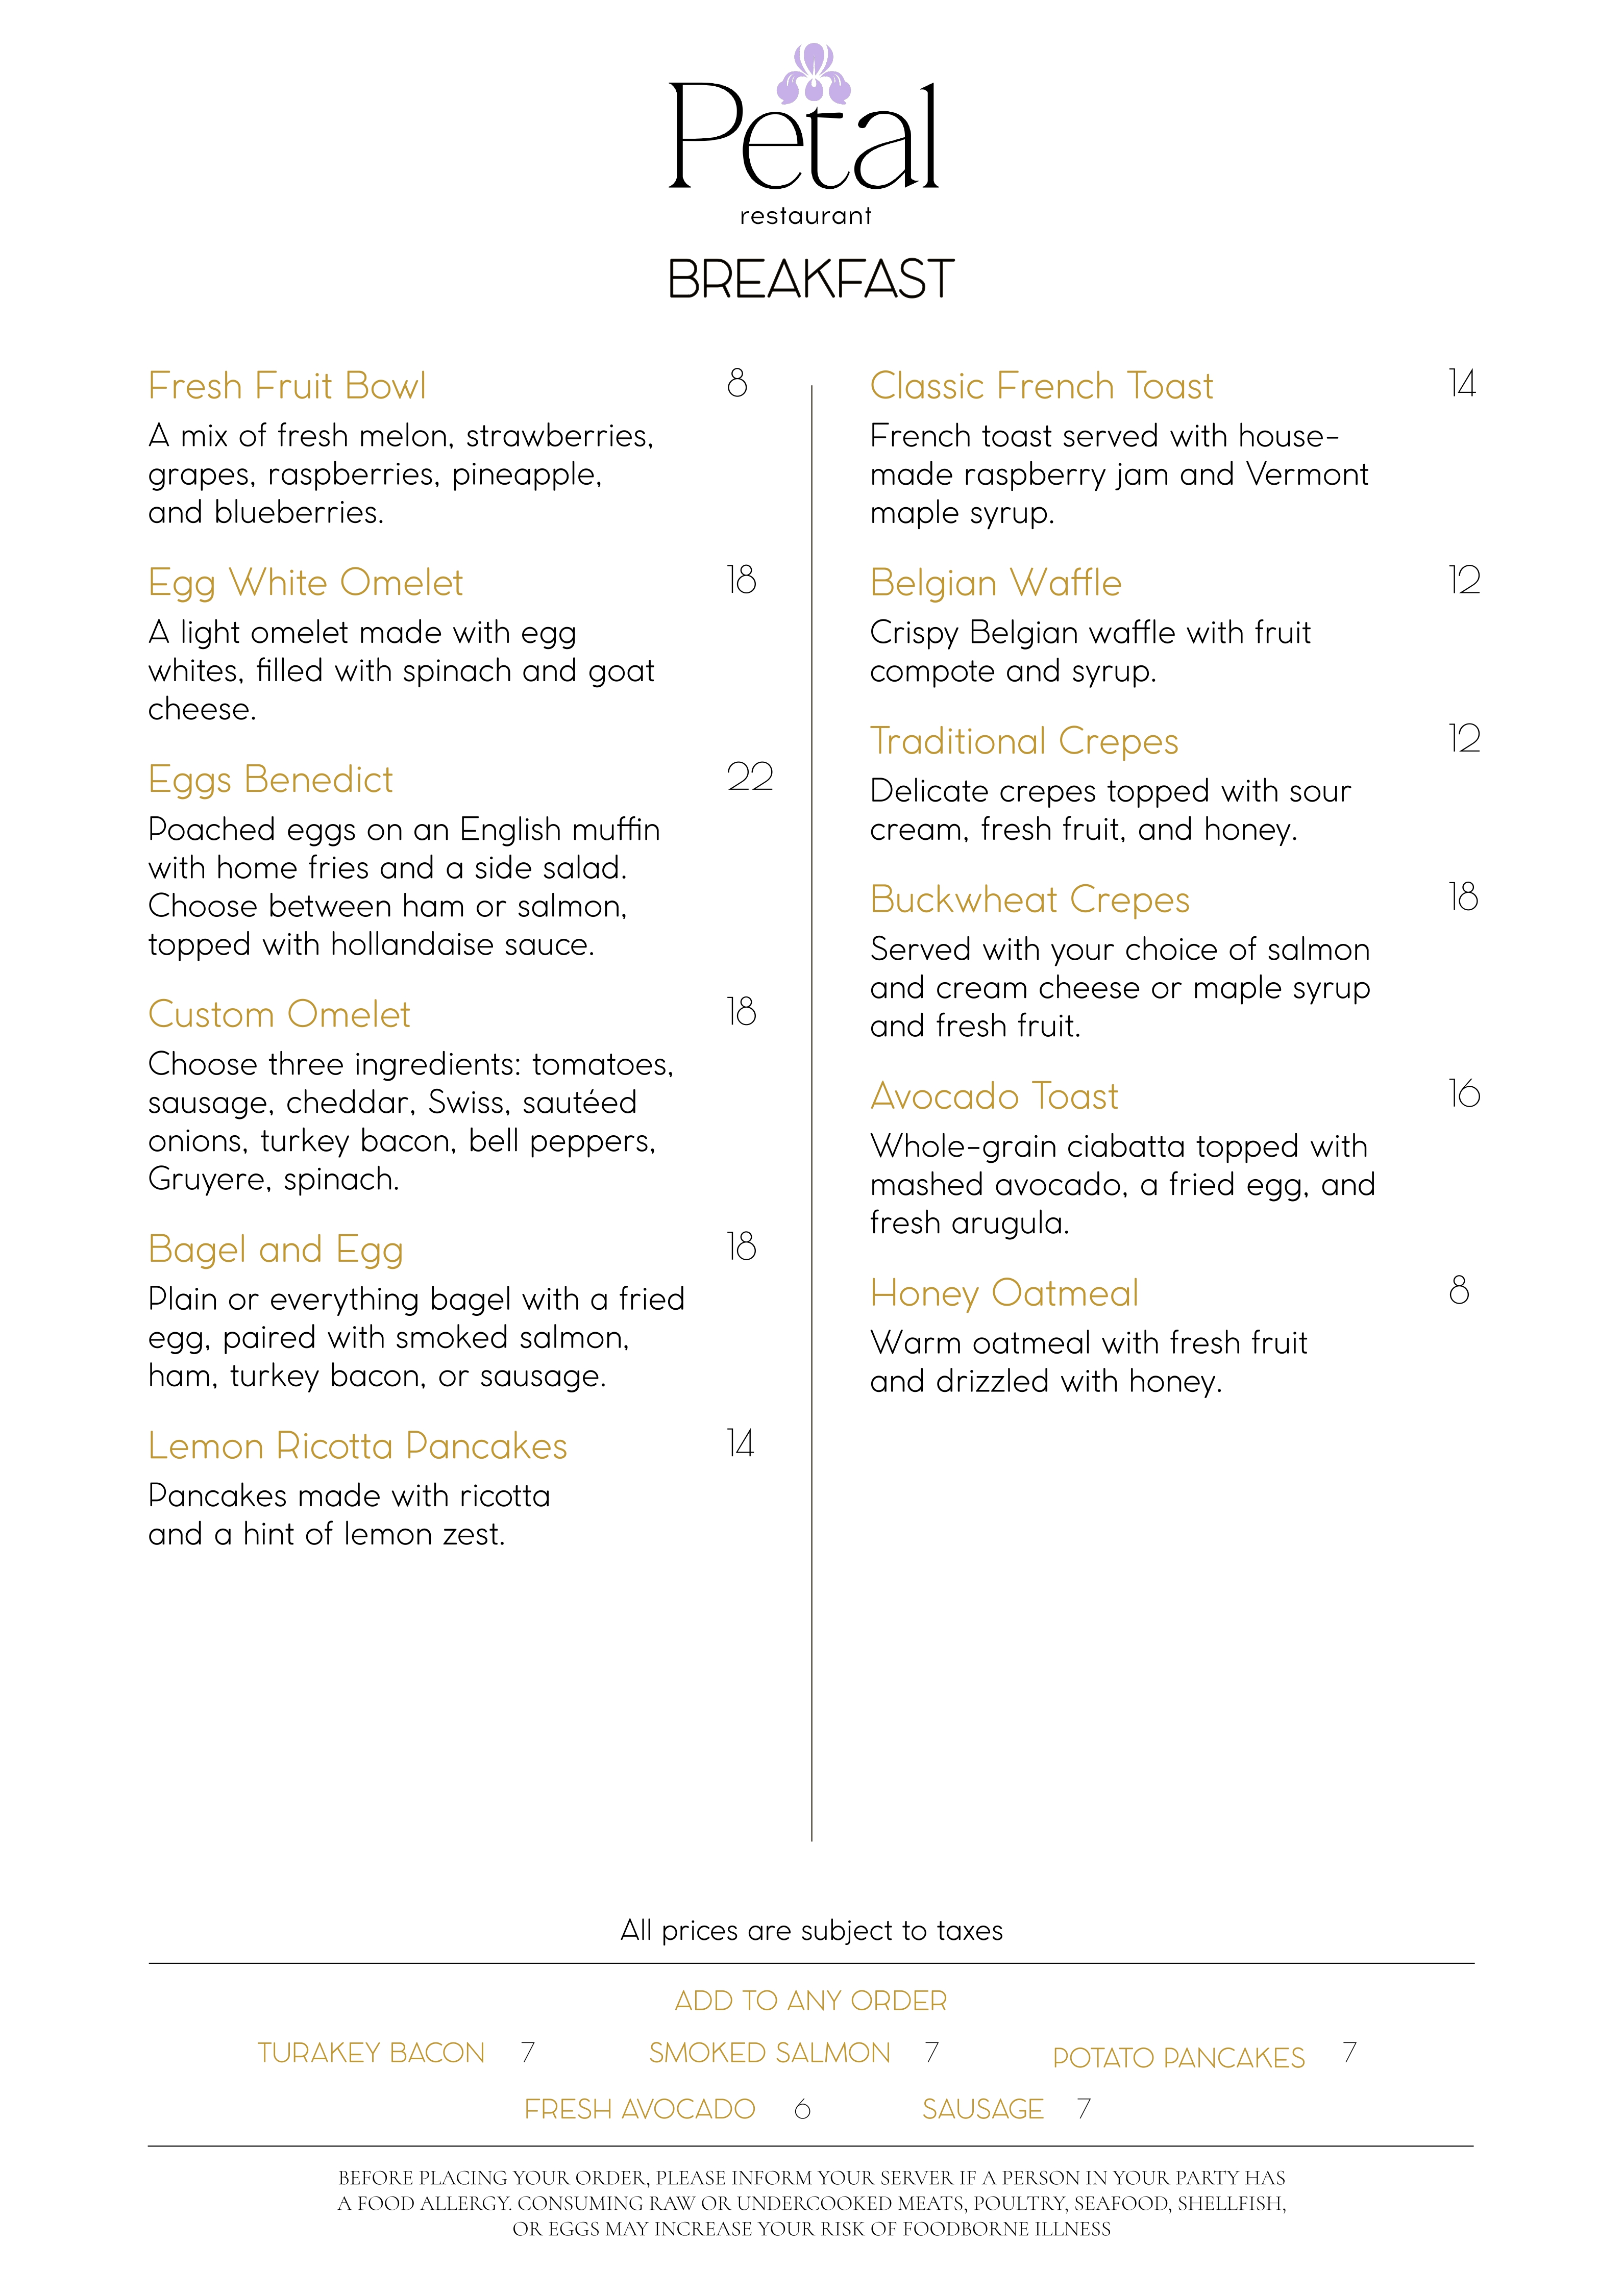 Petal
restaurant
BREAKFAST
Fresh Fruit Bowl 8
A mix of fresh melon, strawberries,
grapes, raspberries, pineapple,
and blueberries.
Egg White Omelet 18
A light omelet made with egg
whites, filled with spinach and goat
cheese.
Eggs Benedict 22
Poached eggs on an English muffin
with home fries and a side salad.
Choose between ham or salmon,
topped with hollandaise sauce.
Custom Omelet 18
Choose three ingredients: tomatoes,
sausage, cheddar, Swiss, sautéed
onions, turkey bacon, bell peppers,
Gruyere, spinach.
Bagel and Egg 18
Plain or everything bagel with a fried
egg, paired with smoked salmon,
ham, turkey bacon, or sausage.
Lemon Ricotta Pancakes 14
Pancakes made with ricotta
and a hint of lemon zest.
Classic French Toast 14
French toast served with house-
made raspberry jam and Vermont
maple syrup.
Belgian Waffle 12
Crispy Belgian waffle with fruit
compote and syrup.
Traditional Crepes 12
Delicate crepes topped with sour
cream, fresh fruit, and honey.
Buckwheat Crepes 18
Served with your choice of salmon
and cream cheese or maple syrup
and fresh fruit.
Avocado Toast 16
Whole-grain ciabatta topped with
mashed avocado, a fried egg, and
fresh arugula.
Honey Oatmeal 8
Warm oatmeal with fresh fruit
and drizzled with honey.
All prices are subject to taxes
ADD TO ANY ORDER
TURAKEY BACON 7 SMOKED SALMON 7 POTATO PANCAKES 7
FRESH AVOCADO 6 SAUSAGE 7
BEFORE PLACING YOUR ORDER, PLEASE INFORM YOUR SERVER IF A PERSON IN YOUR PARTY HAS
A FOOD ALLERGY. CONSUMING RAW OR UNDERCOOKED MEATS, POULTRY, SEAFOOD, SHELLFISH,
OR EGGS MAY INCREASE YOUR RISK OF FOODBORNE ILLNESS